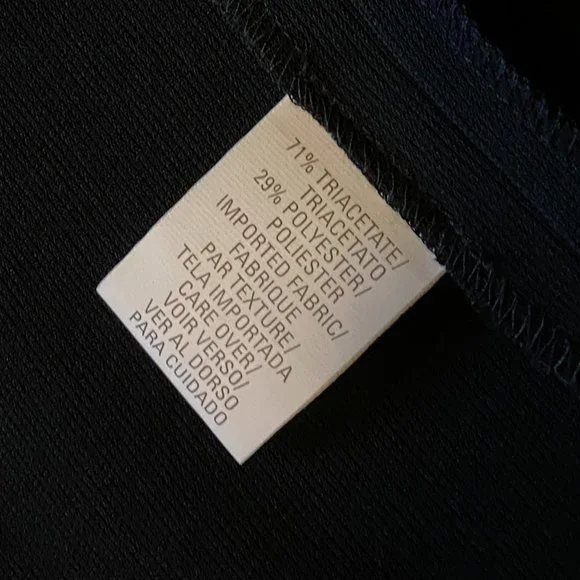 71% TRIACETATE/
TRIACETATO
29% POLYESTER/
POLIESTER
IMPORTED FABRIC/
FABRIQUE
PAR TEXTURE/
TELA IMPORTADA
CARE OVER/
VOIR VERSO/
VER AL DORSO
PARA CUIDADO